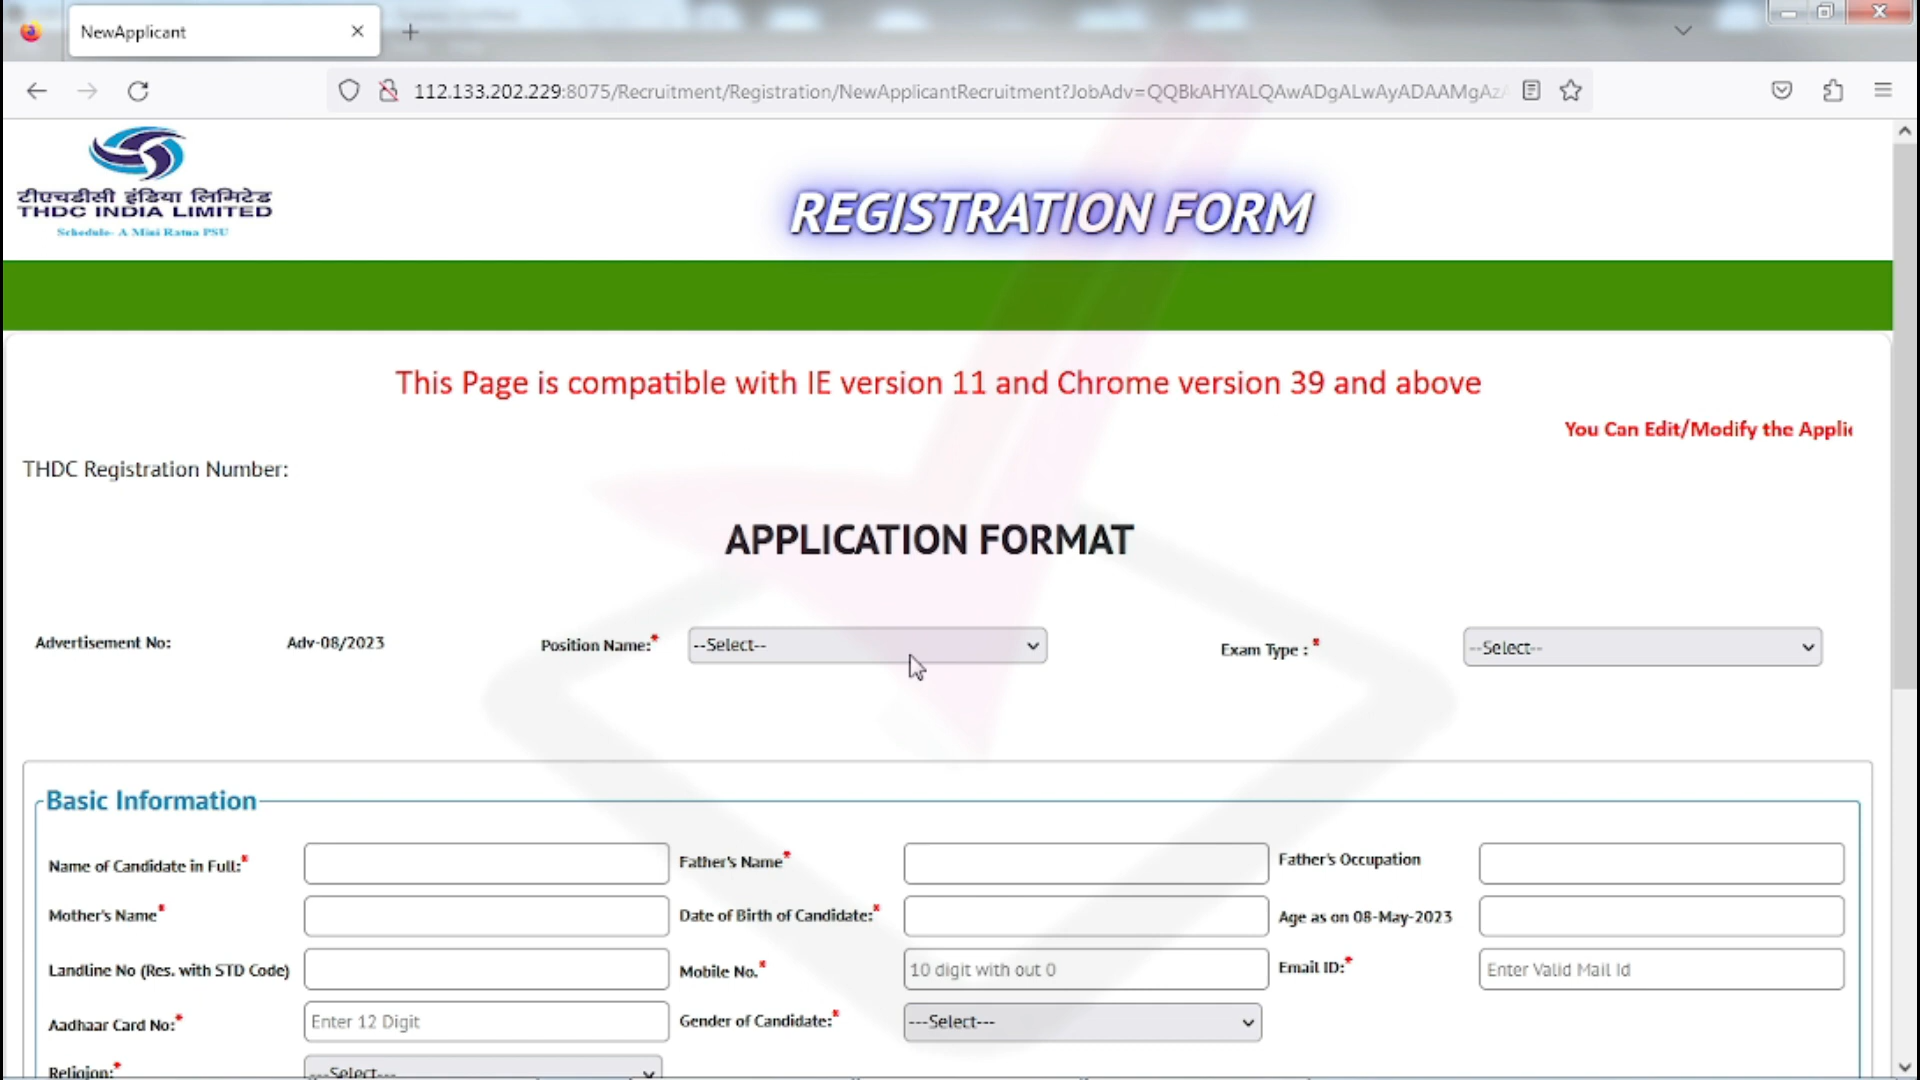 NewApplicant
112.133.202.229:8075/Recruitment/Registration/NewApplicantRecruitment?JobAdv=QQBkAHYALQAwADgALwAyADAAMgAzA
टीएचडीसी इंडिया लिमिटेड
THDC INDIA LIMITED
Schedule- A Mini Ratna PSU
REGISTRATION FORM
This Page is compatible with IE version 11 and Chrome version 39 and above
You Can Edit/Modify the Applic
THDC Registration Number:
APPLICATION FORMAT
Advertisement No: Adv-08/2023 Position Name:* --Select-- Exam Type : * --Select--
Basic Information
Name of Candidate in Full:* Father's Name* Father's Occupation
Mother's Name* Date of Birth of Candidate:* Age as on 08-May-2023
Landline No (Res. with STD Code) Mobile No.* 10 digit with out 0 Email ID:* Enter Valid Mail Id
Aadhaar Card No:* Enter 12 Digit Gender of Candidate:* ---Select---
Religion:* ---Select---